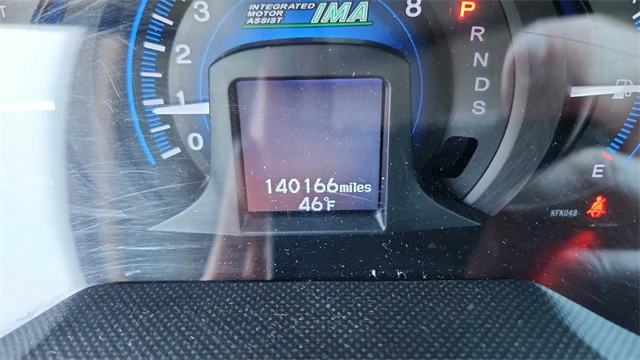 INTEGRATED
MOTOR
ASSIST
IMA
3
8
P
R
N
D
S
2
1
0
E
140166miles
46°F
KFK048